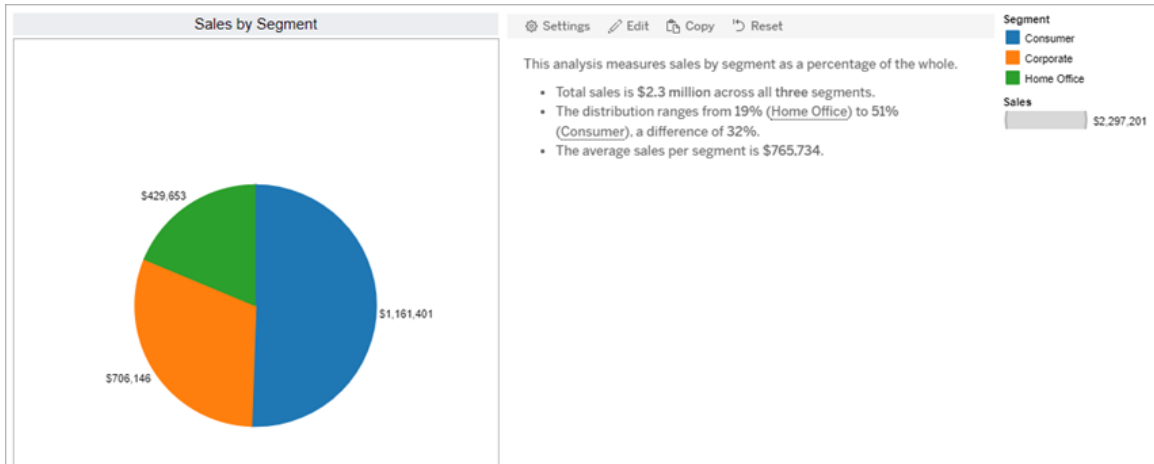 Sales by Segment
$429,653
$1,161,401
$706,146
Settings Edit Copy Reset
This analysis measures sales by segment as a percentage of the whole.
• Total sales is $2.3 million across all three segments.
• The distribution ranges from 19% (Home Office) to 51%
(Consumer), a difference of 32%.
• The average sales per segment is $765,734.
Segment
Consumer
Corporate
Home Office
Sales
$2,297,201